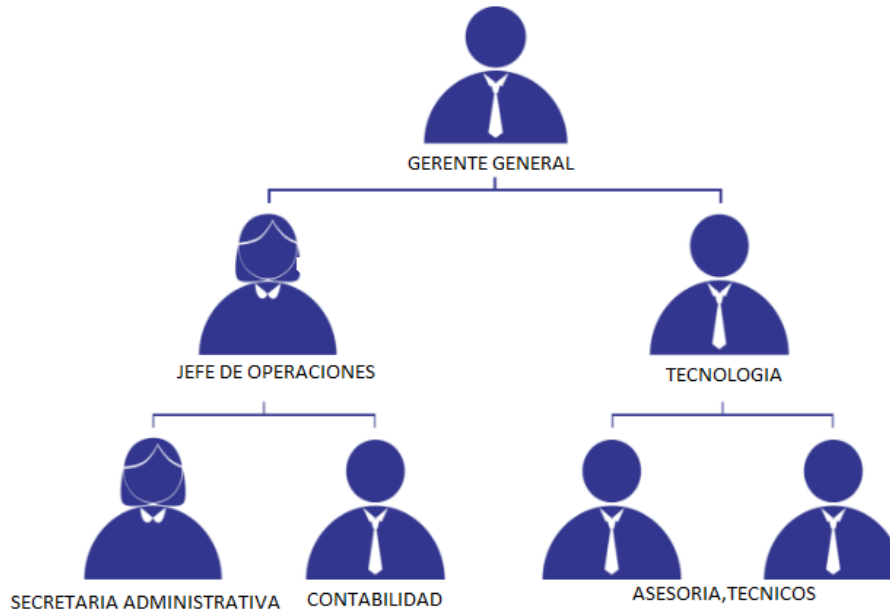 GERENTE GENERAL
JEFE DE OPERACIONES
TECNOLOGIA
SECRETARIA ADMINISTRATIVA
CONTABILIDAD
ASESORIA,TECNICOS